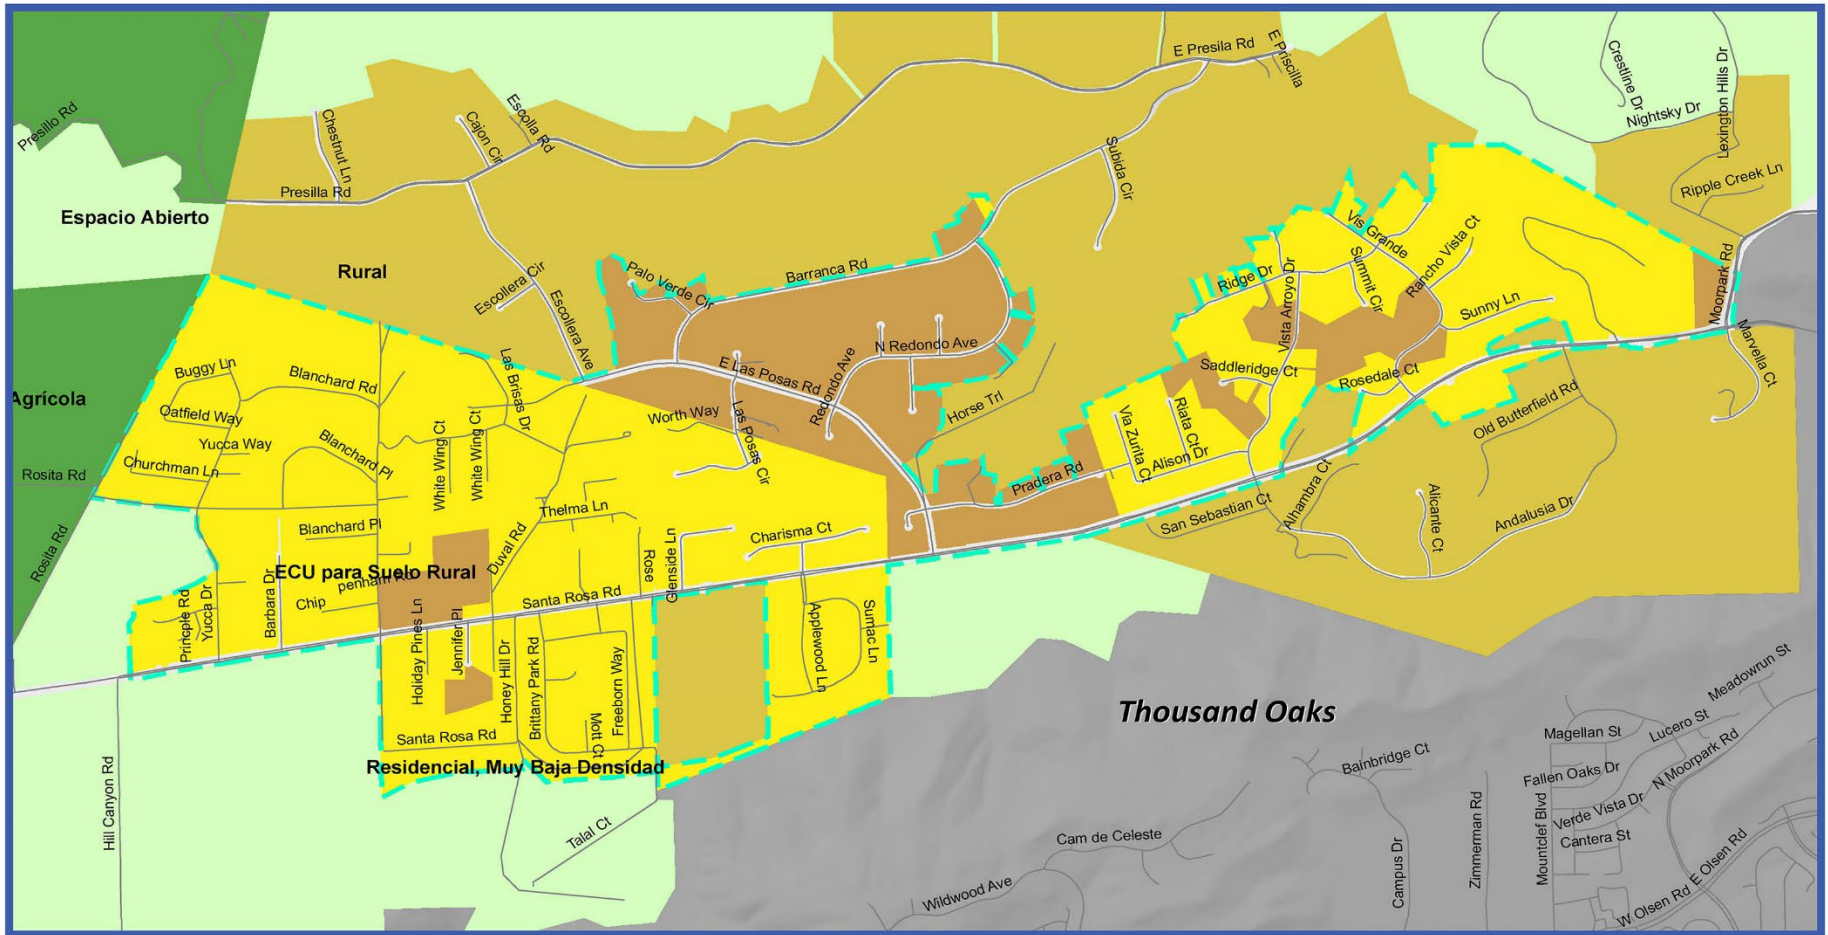 E Presila Rd
E Priscilla
Crestline Dr
Lexington Hills Dr
Nightsky Dr
Presillo Rd
Chestnut Ln
Cajon Cir
Escolla Rd
Subida Cir
Ripple Creek Ln
Presilla Rd
Espacio Abierto
Vis Grande
Rancho Vista Ct
Rural
Escollera Cir
Palo Verde Cir
Barranca Rd
Ridge Dr
Vista Arroyo Dr
Summit Cir
Moorpark Rd
Escollera Ave
Sunny Ln
Marvella Ct
N Redondo Ave
Redondo Ave
E Las Posas Rd
Saddleridge Ct
Rosedale Ct
Buggy Ln
Blanchard Rd
Las Brisas Dr
Agrícola
Oatfield Way
Worth Way
Las Posas Cir
Horse Trl
Old Butterfield Rd
Yucca Way
Blanchard Pl
White Wing Ct
White Wing Ct
Via Zurita Ct
Riata Ct
Alison Dr
Churchman Ln
Rosita Rd
Pradera Rd
Alhambra Ct
Alicante Ct
Andalusia Dr
San Sebastian Ct
Thelma Ln
Blanchard Pl
Duval Rd
Charisma Ct
Rosita Rd
Rose
Glenside Ln
ECU para Suelo Rural
penham Rd
Chip
Barbara Dr
Yucca Dr
Principle Rd
Santa Rosa Rd
Applewood Ln
Sumac Ln
Holiday Pines Ln
Jennifer Pl
Honey Hill Dr
Brittany Park Rd
Freeborn Way
Mott Ct
Santa Rosa Rd
Thousand Oaks
Residencial, Muy Baja Densidad
Meadowrun St
Magellan St
Lucero St
N Moorpark Rd
Bainbridge Ct
Fallen Oaks Dr
Hill Canyon Rd
Talal Ct
Verde Vista Dr
Cantera St
Mountclef Blvd
Zimmerman Rd
Campus Dr
Cam de Celeste
Wildwood Ave
E Olsen Rd
W Olsen Rd